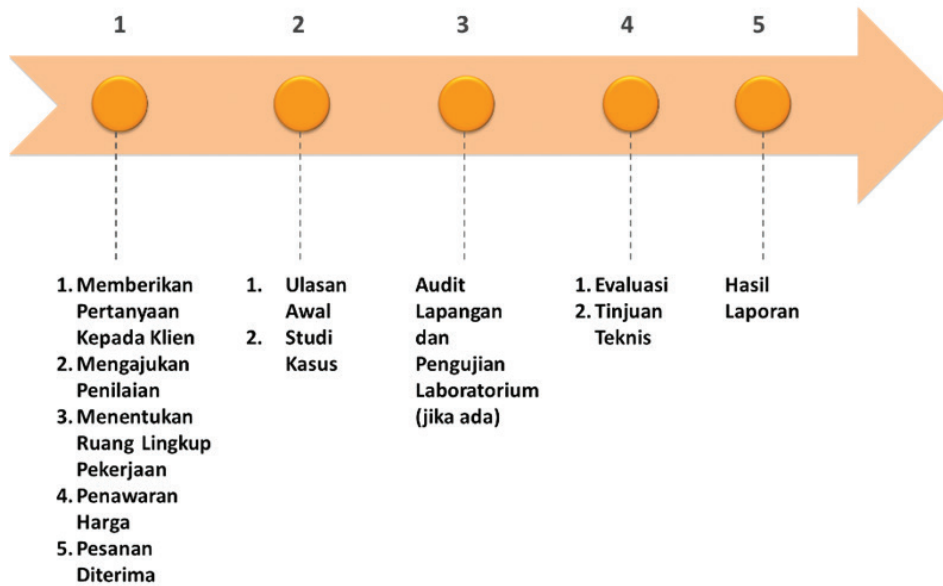 1
2
3
4
5
1. Memberikan
Pertanyaan
Kepada Klien
2. Mengajukan
Penilaian
3. Menentukan
Ruang Lingkup
Pekerjaan
4. Penawaran
Harga
5. Pesanan
Diterima
1. Ulasan
Awal
2. Studi
Kasus
Audit
Lapangan
dan
Pengujian
Laboratorium
(jika ada)
1. Evaluasi
2. Tinjuan
Teknis
Hasil
Laporan